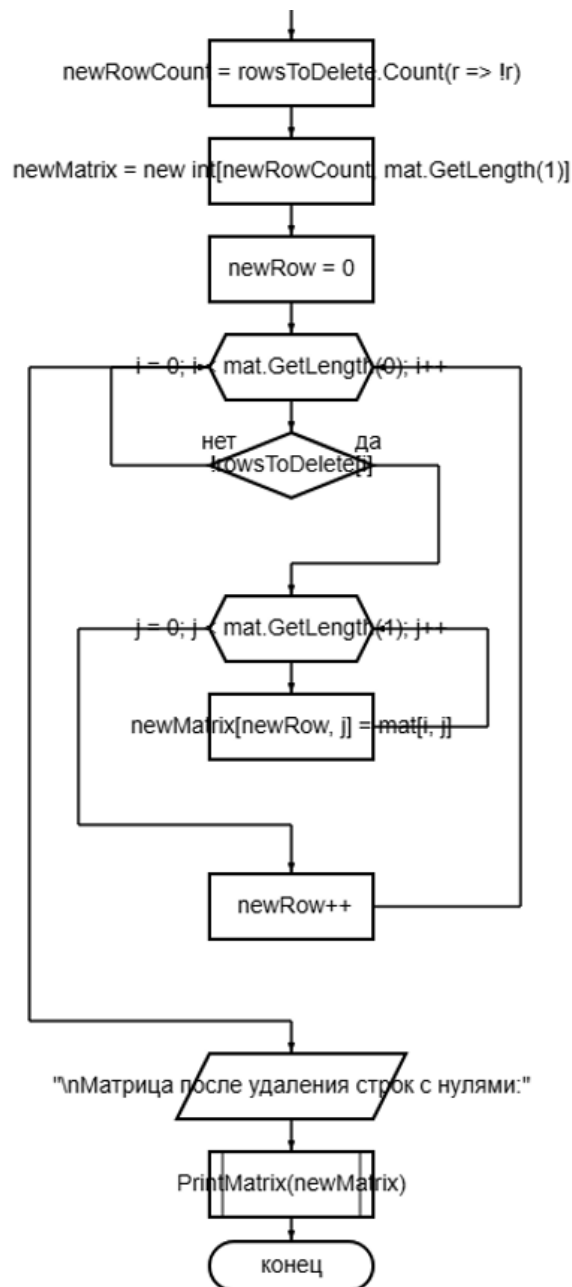 newRowCount = rowsToDelete.Count(r => !r)
newMatrix = new int[newRowCount, mat.GetLength(1)]
newRow = 0
i = 0; i < mat.GetLength(0); i++
нет
да
!rowsToDelete[i]
j = 0; j < mat.GetLength(1); j++
newMatrix[newRow, j] = mat[i, j]
newRow++
"\nМатрица после удаления строк с нулями:"
PrintMatrix(newMatrix)
конец